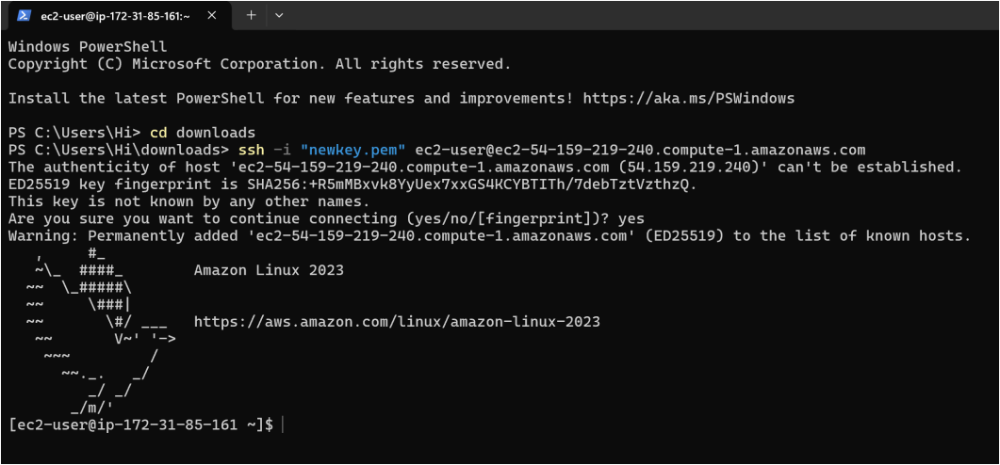 ec2-user@ip-172-31-85-161:~
Windows PowerShell
Copyright (C) Microsoft Corporation. All rights reserved.
Install the latest PowerShell for new features and improvements! https://aka.ms/PSWindows
PS C:\Users\Hi> cd downloads
PS C:\Users\Hi\downloads> ssh -i "newkey.pem" ec2-user@ec2-54-159-219-240.compute-1.amazonaws.com
The authenticity of host 'ec2-54-159-219-240.compute-1.amazonaws.com (54.159.219.240)' can't be established.
ED25519 key fingerprint is SHA256:+R5mMBxvk8YyUex7xxGS4KCYBTITh/7debTztVzthzQ.
This key is not known by any other names.
Are you sure you want to continue connecting (yes/no/[fingerprint])? yes
Warning: Permanently added 'ec2-54-159-219-240.compute-1.amazonaws.com' (ED25519) to the list of known hosts.
   ,     #_
   ~\_  ####_        Amazon Linux 2023
  ~~  \_#####\
  ~~     \###|
  ~~       \#/ ___   https://aws.amazon.com/linux/amazon-linux-2023
   ~~       V~' '->
    ~~~         /
      ~~._.   _/
         _/ _/
       _/m/'
[ec2-user@ip-172-31-85-161 ~]$